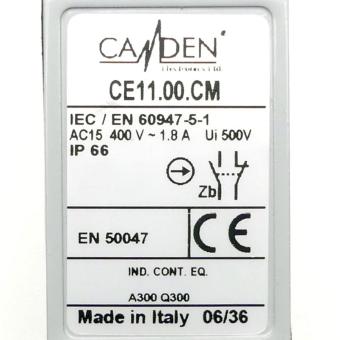 CAMDEN
Electronics Ltd
CE11.00.CM
IEC / EN 60947-5-1
AC15 400 V ~ 1.8 A Ui 500V
IP 66
Zb
EN 50047
CE
IND. CONT. EQ.
A300 Q300
Made in Italy 06/36